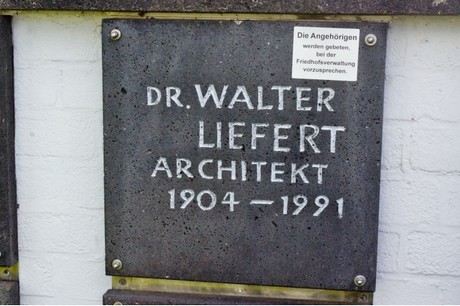 Die Angehörigen
werden gebeten,
bei der
Friedhofsverwaltung
vorzusprechen.
DR. WALTER
LIEFERT
ARCHITEKT
1904 – 1991